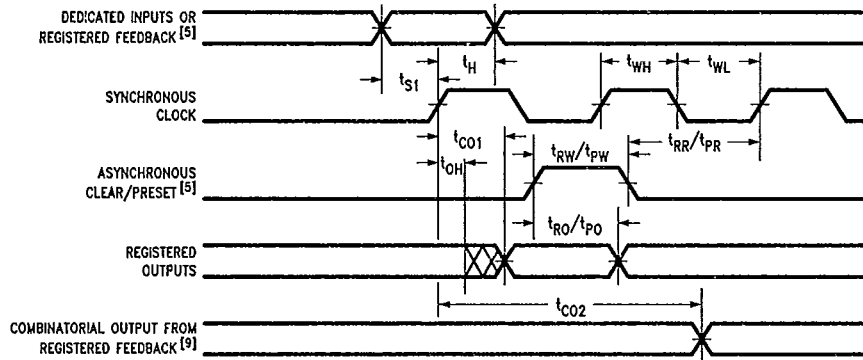 DEDICATED INPUTS OR
REGISTERED FEEDBACK [5]
tS1
tH
tWH
tWL
SYNCHRONOUS
CLOCK
tCO1
tOH
tRW/tPW
tRR/tPR
ASYNCHRONOUS
CLEAR/PRESET [5]
tRO/tPO
REGISTERED
OUTPUTS
tCO2
COMBINATORIAL OUTPUT FROM
REGISTERED FEEDBACK [9]